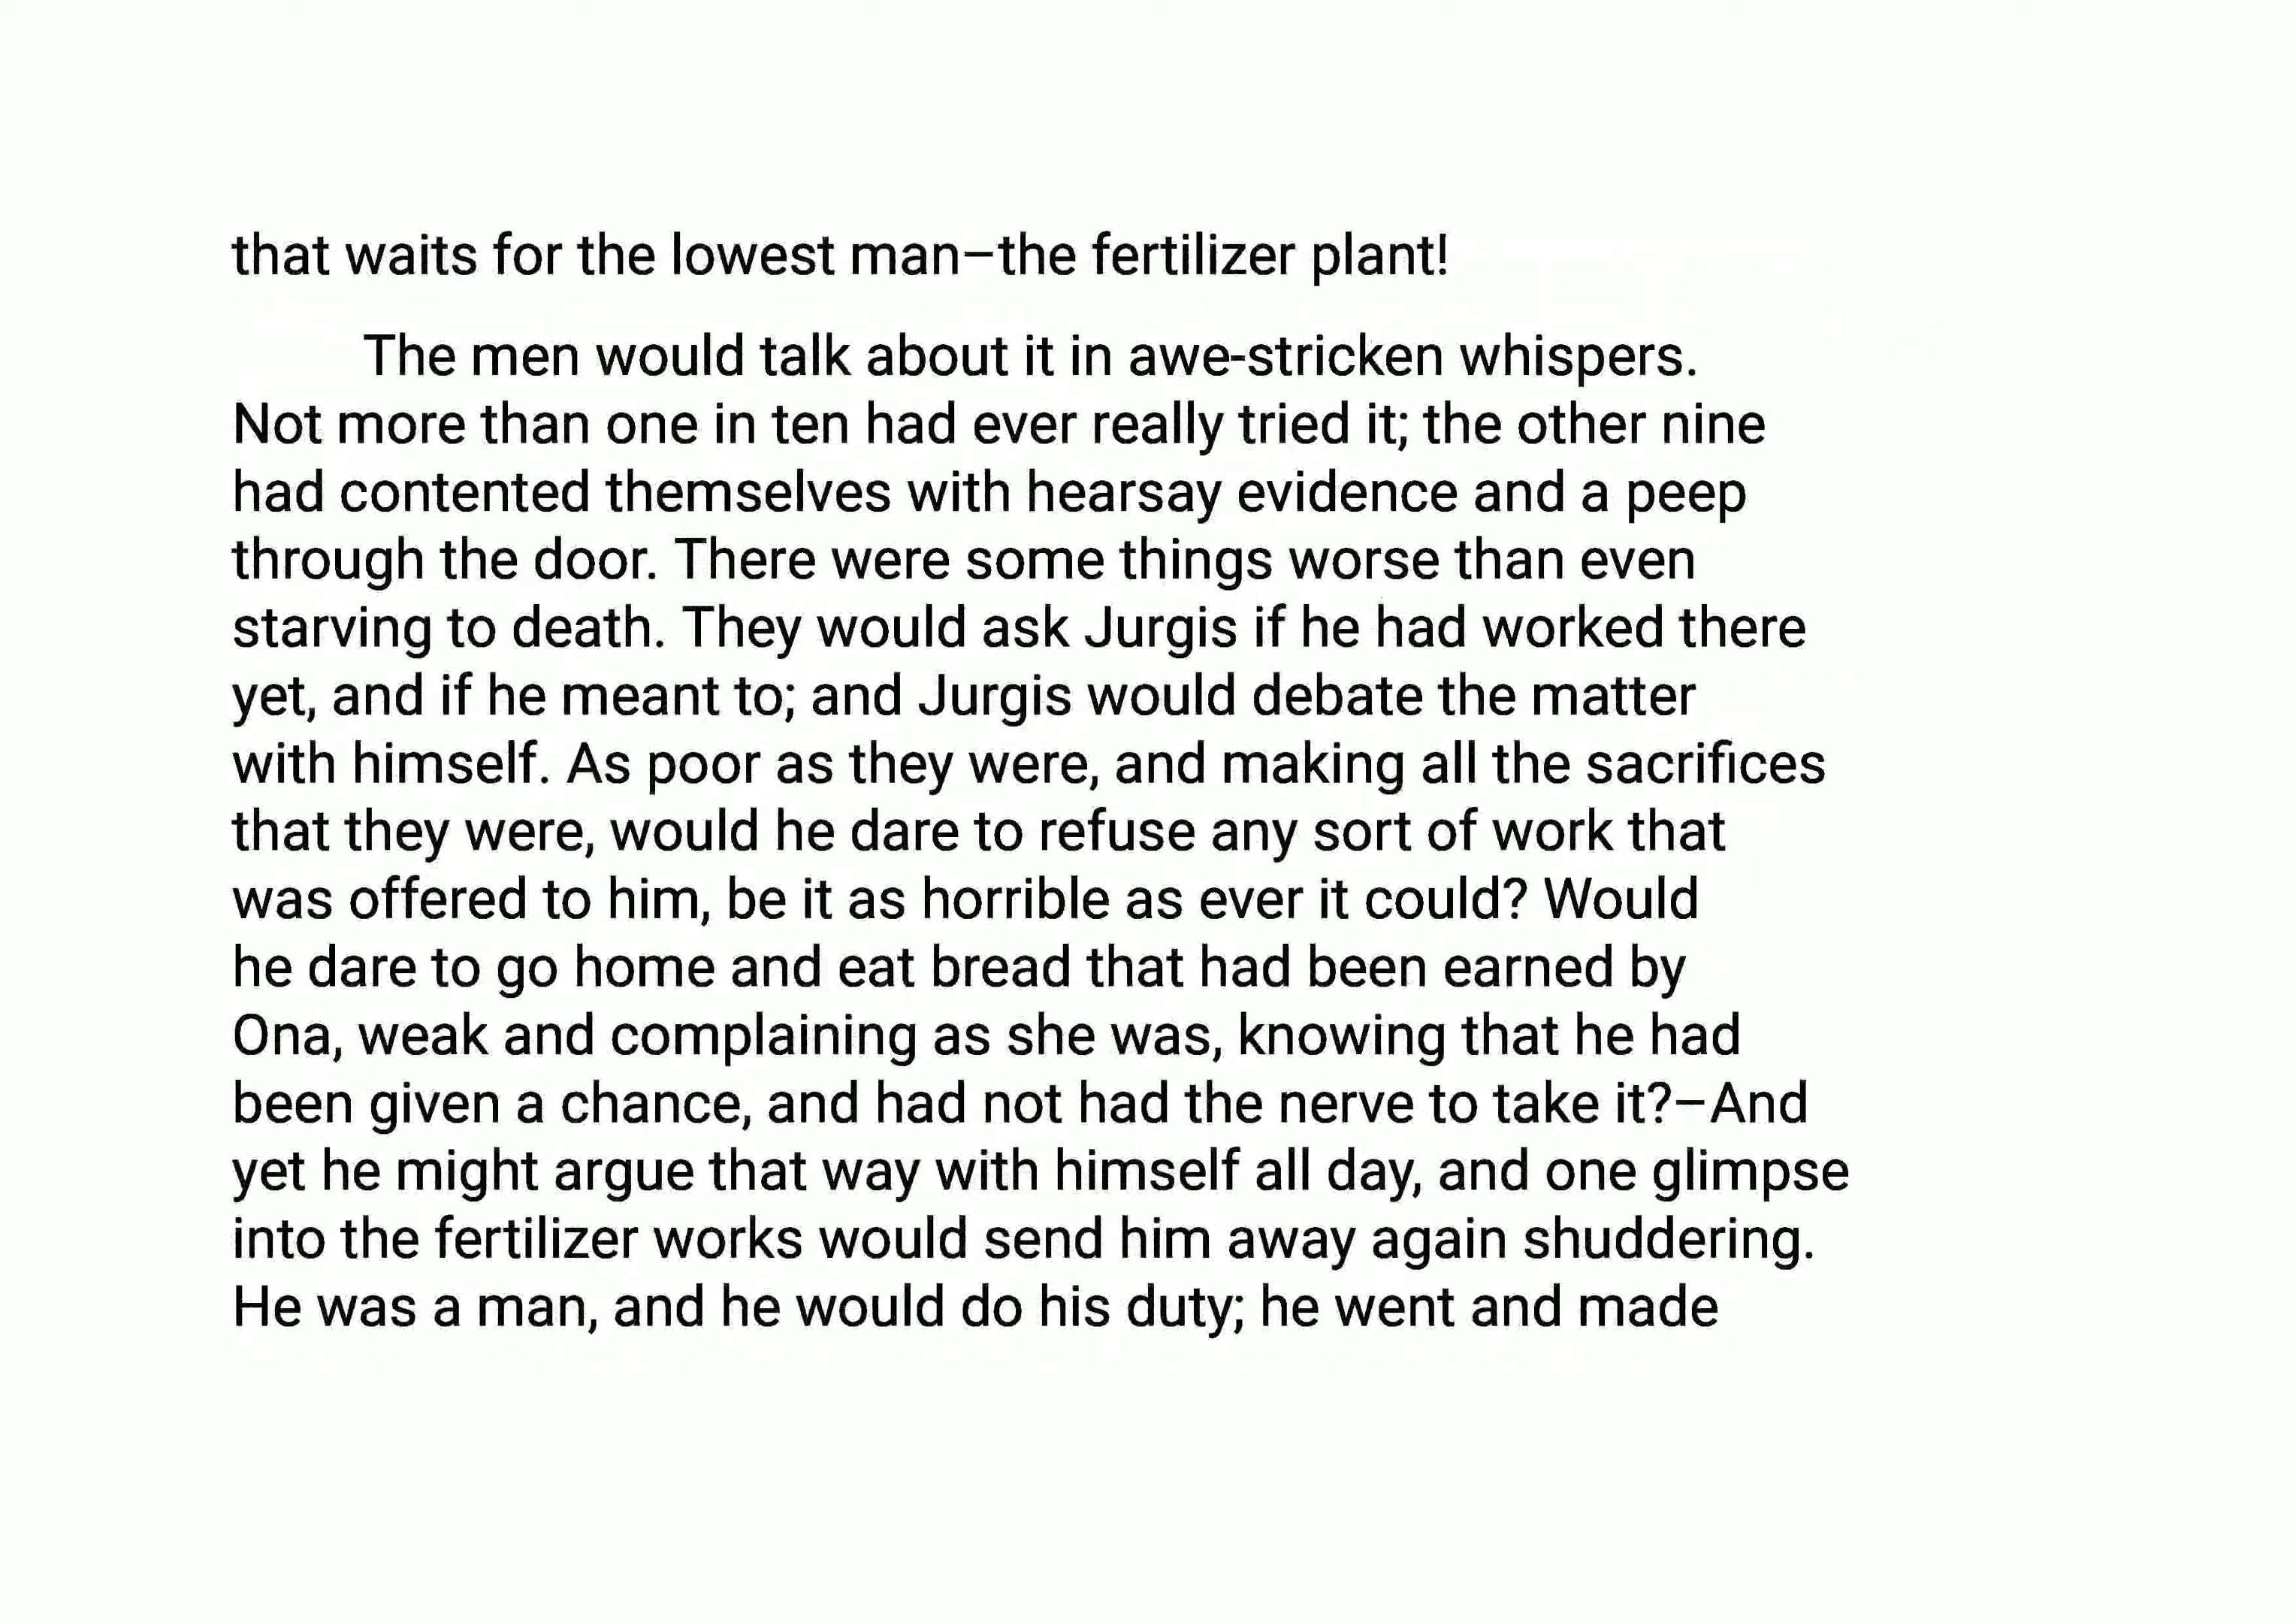 that waits for the lowest man–the fertilizer plant!
The men would talk about it in awe-stricken whispers.
Not more than one in ten had ever really tried it; the other nine
had contented themselves with hearsay evidence and a peep
through the door. There were some things worse than even
starving to death. They would ask Jurgis if he had worked there
yet, and if he meant to; and Jurgis would debate the matter
with himself. As poor as they were, and making all the sacrifices
that they were, would he dare to refuse any sort of work that
was offered to him, be it as horrible as ever it could? Would
he dare to go home and eat bread that had been earned by
Ona, weak and complaining as she was, knowing that he had
been given a chance, and had not had the nerve to take it?–And
yet he might argue that way with himself all day, and one glimpse
into the fertilizer works would send him away again shuddering.
He was a man, and he would do his duty; he went and made